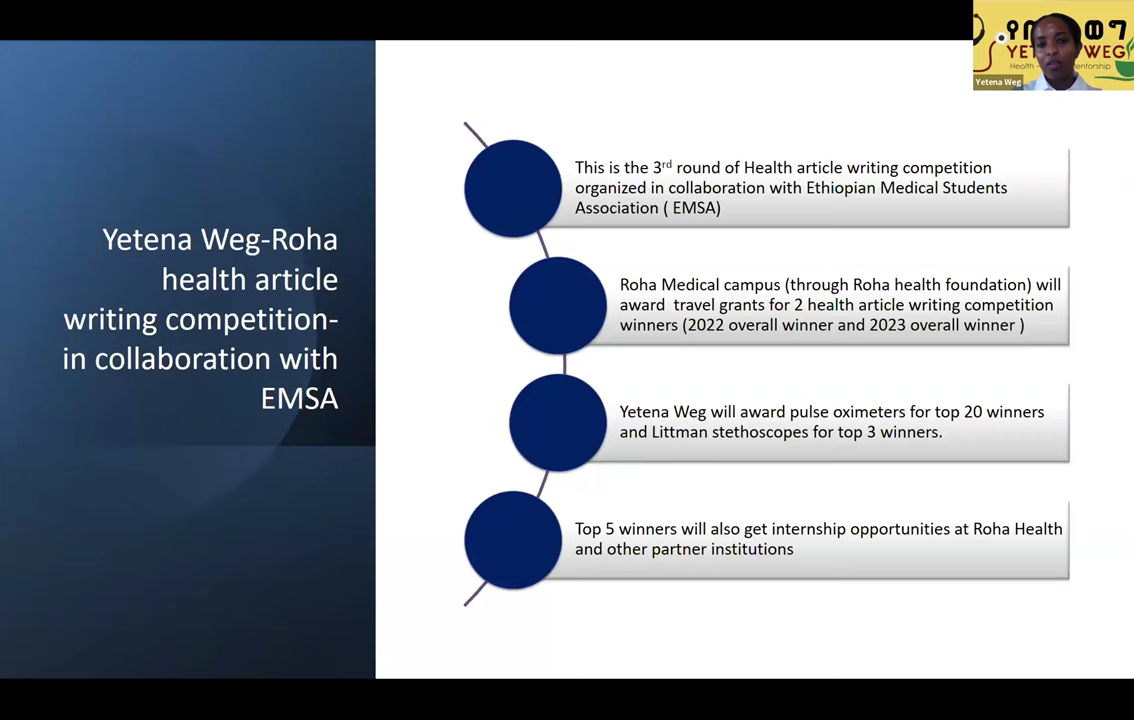 Yetena Weg-Roha
health article
writing competition-
in collaboration with
EMSA
This is the 3rd round of Health article writing competition
organized in collaboration with Ethiopian Medical Students
Association ( EMSA)
Roha Medical campus (through Roha health foundation) will
award travel grants for 2 health article writing competition
winners (2022 overall winner and 2023 overall winner )
Yetena Weg will award pulse oximeters for top 20 winners
and Littman stethoscopes for top 3 winners.
Top 5 winners will also get internship opportunities at Roha Health
and other partner institutions
WEG
Health
Yetena Weg